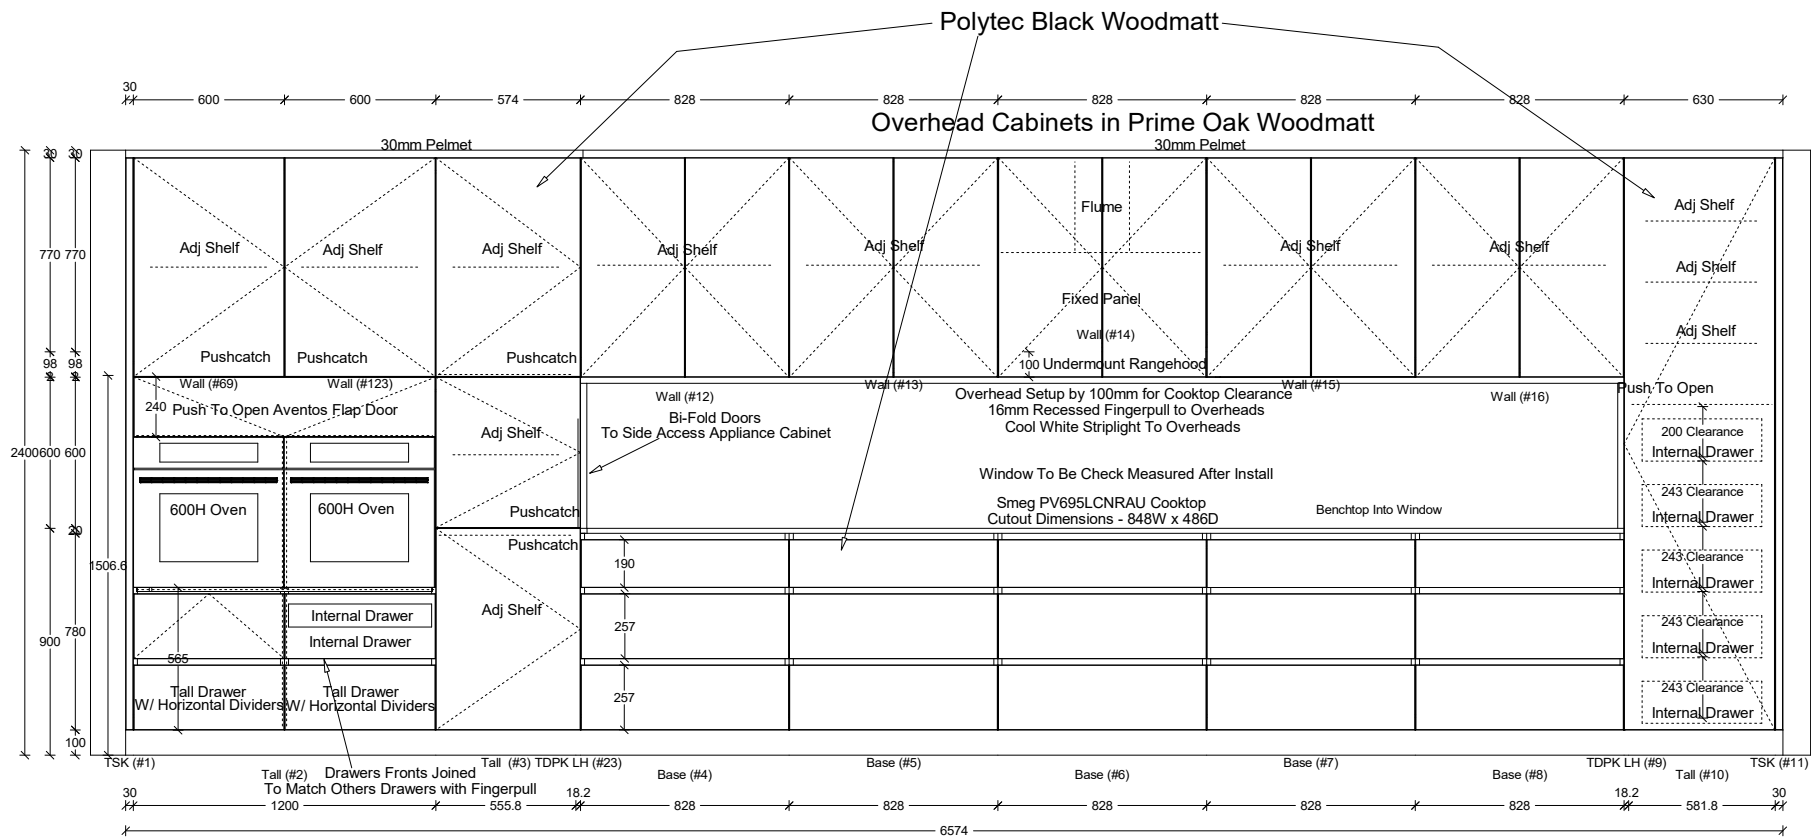 Polytec Black Woodmatt
30 600 600 574 828 828 828 828 828 630
Overhead Cabinets in Prime Oak Woodmatt
30mm Pelmet 30mm Pelmet
30 30
Adj Shelf
Flume
Adj Shelf Adj Shelf Adj Shelf Adj Shelf Adj Shelf Adj Shelf Adj Shelf
770 770
Adj Shelf
Fixed Panel
Adj Shelf
Wall (#14)
Pushcatch Pushcatch Pushcatch
98 98
100 Undermount Rangehood
Wall (#69) Wall (#123) Wall (#13) Wall (#15)
Push To Open
Wall (#12) Overhead Setup by 100mm for Cooktop Clearance Wall (#16)
240 Push To Open Aventos Flap Door
16mm Recessed Fingerpull to Overheads
Bi-Fold Doors
Cool White Striplight To Overheads
To Side Access Appliance Cabinet
Adj Shelf
200 Clearance
2400 600 600
Internal Drawer
Window To Be Check Measured After Install
243 Clearance
600H Oven 600H Oven
Smeg PV695LCNRAU Cooktop
Cutout Dimensions - 848W x 486D
Benchtop Into Window
Pushcatch
Internal Drawer
20
Pushcatch
243 Clearance
1506.6
190
Internal Drawer
Adj Shelf
Internal Drawer
243 Clearance
257
900 780
Internal Drawer
Internal Drawer
565
243 Clearance
Tall Drawer Tall Drawer
W/ Horizontal Dividers W/ Horizontal Dividers
257
Internal Drawer
100
TSK (#1) Tall (#3) TDPK LH (#23) Base (#5) Base (#7) TDPK LH (#9) TSK (#11)
Tall (#2) Drawers Fronts Joined Base (#4) Base (#6) Base (#8) Tall (#10)
To Match Others Drawers with Fingerpull
30 1200 555.8 18.2 828 828 828 828 828 18.2 581.8 30
6574